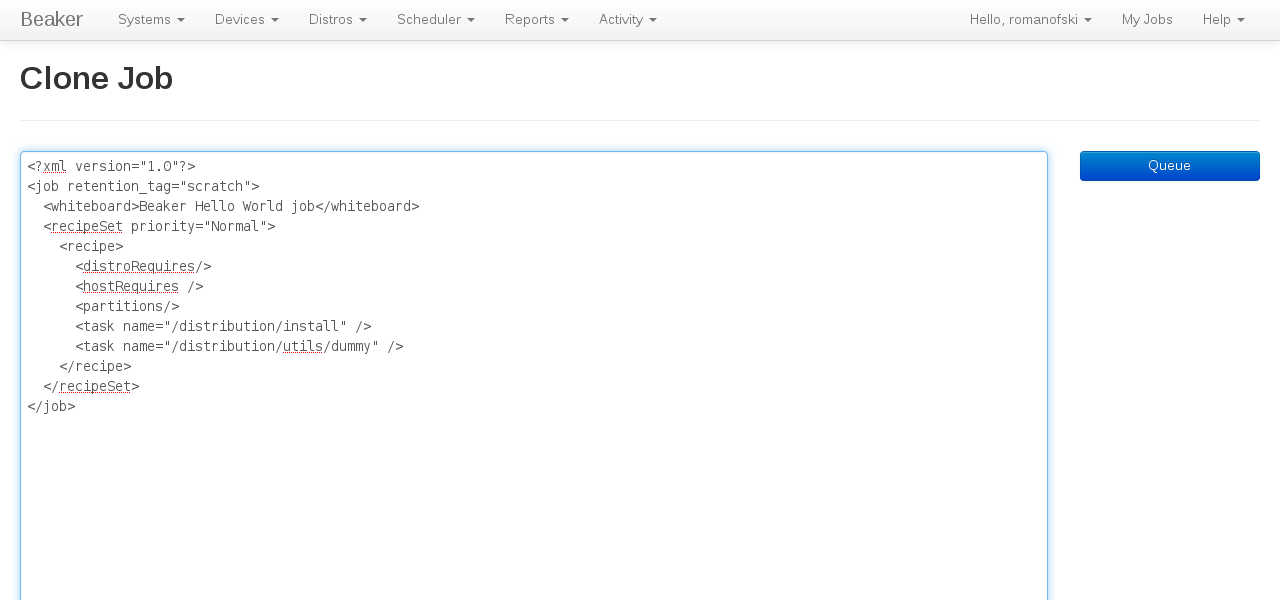 Beaker Systems Devices Distros Scheduler Reports Activity Hello, romanofski My Jobs Help
Clone Job
<?xml version="1.0"?>
<job retention_tag="scratch">
  <whiteboard>Beaker Hello World job</whiteboard>
  <recipeSet priority="Normal">
    <recipe>
      <distroRequires/>
      <hostRequires />
      <partitions/>
      <task name="/distribution/install" />
      <task name="/distribution/utils/dummy" />
    </recipe>
  </recipeSet>
</job>
Queue